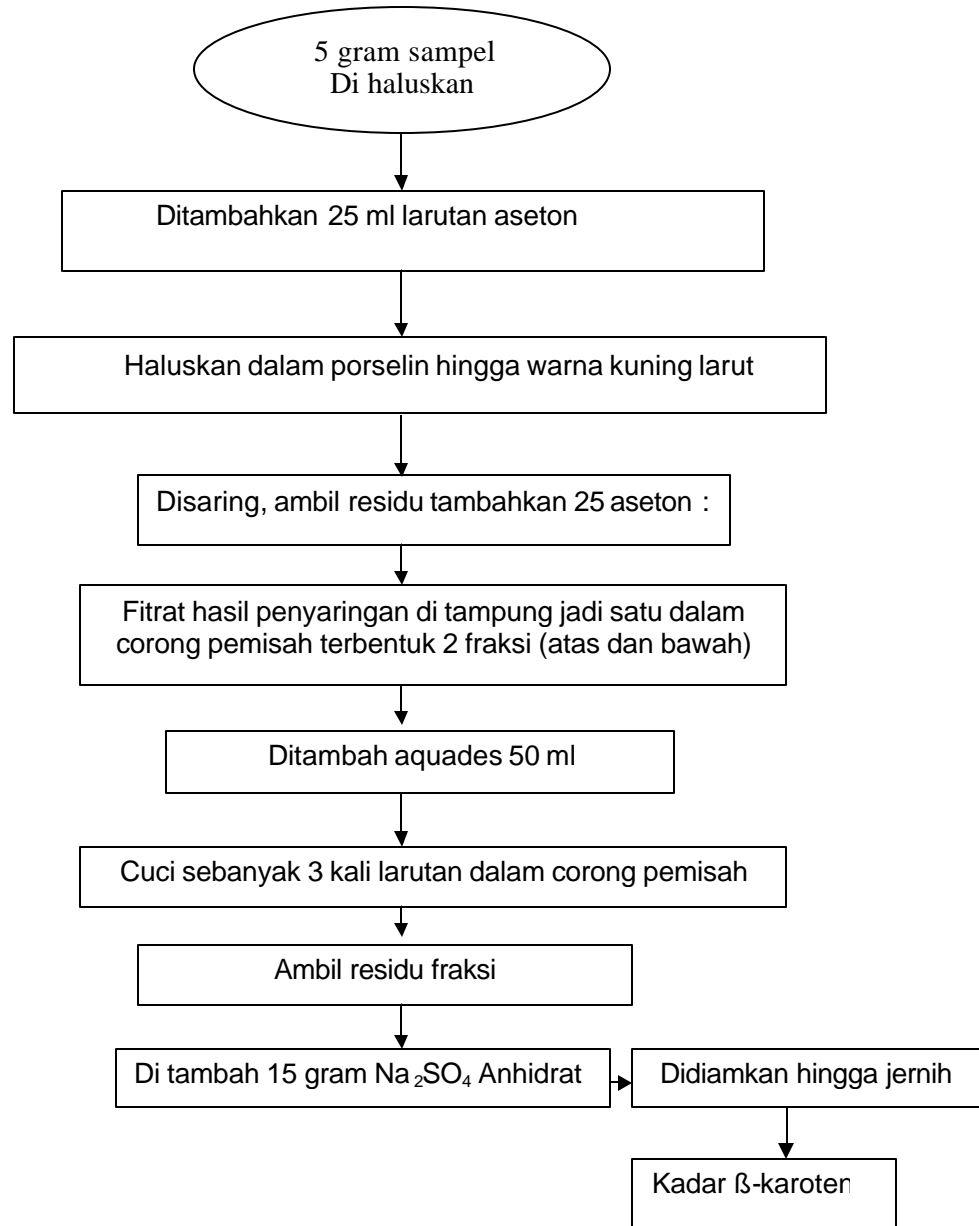 5 gram sampel
Di haluskan
Ditambahkan 25 ml larutan aseton
Haluskan dalam porselin hingga warna kuning larut
Disaring, ambil residu tambahkan 25 aseton :
Fitrat hasil penyaringan di tampung jadi satu dalam
corong pemisah terbentuk 2 fraksi (atas dan bawah)
Ditambah aquades 50 ml
Cuci sebanyak 3 kali larutan dalam corong pemisah
Ambil residu fraksi
Di tambah 15 gram Na₂SO₄ Anhidrat
Didiamkan hingga jernih
Kadar ß-karoten